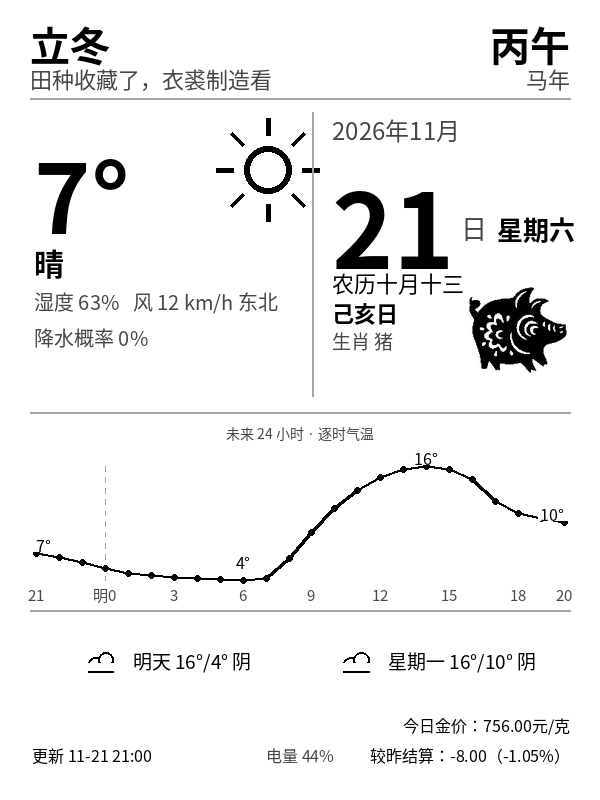 立冬
丙午
田种收藏了，衣裘制造看
马年
7°
晴
湿度 63% 风 12 km/h 东北
降水概率 0%
2026年11月
21 日 星期六
农历十月十三
己亥日
生肖 猪
未来 24 小时 · 逐时气温
16°
10°
7°
4°
21 明0 3 6 9 12 15 18 20
明天 16°/4° 阴
星期一 16°/10° 阴
今日金价：756.00元/克
更新 11-21 21:00
电量 44%
较昨结算：-8.00（-1.05%）